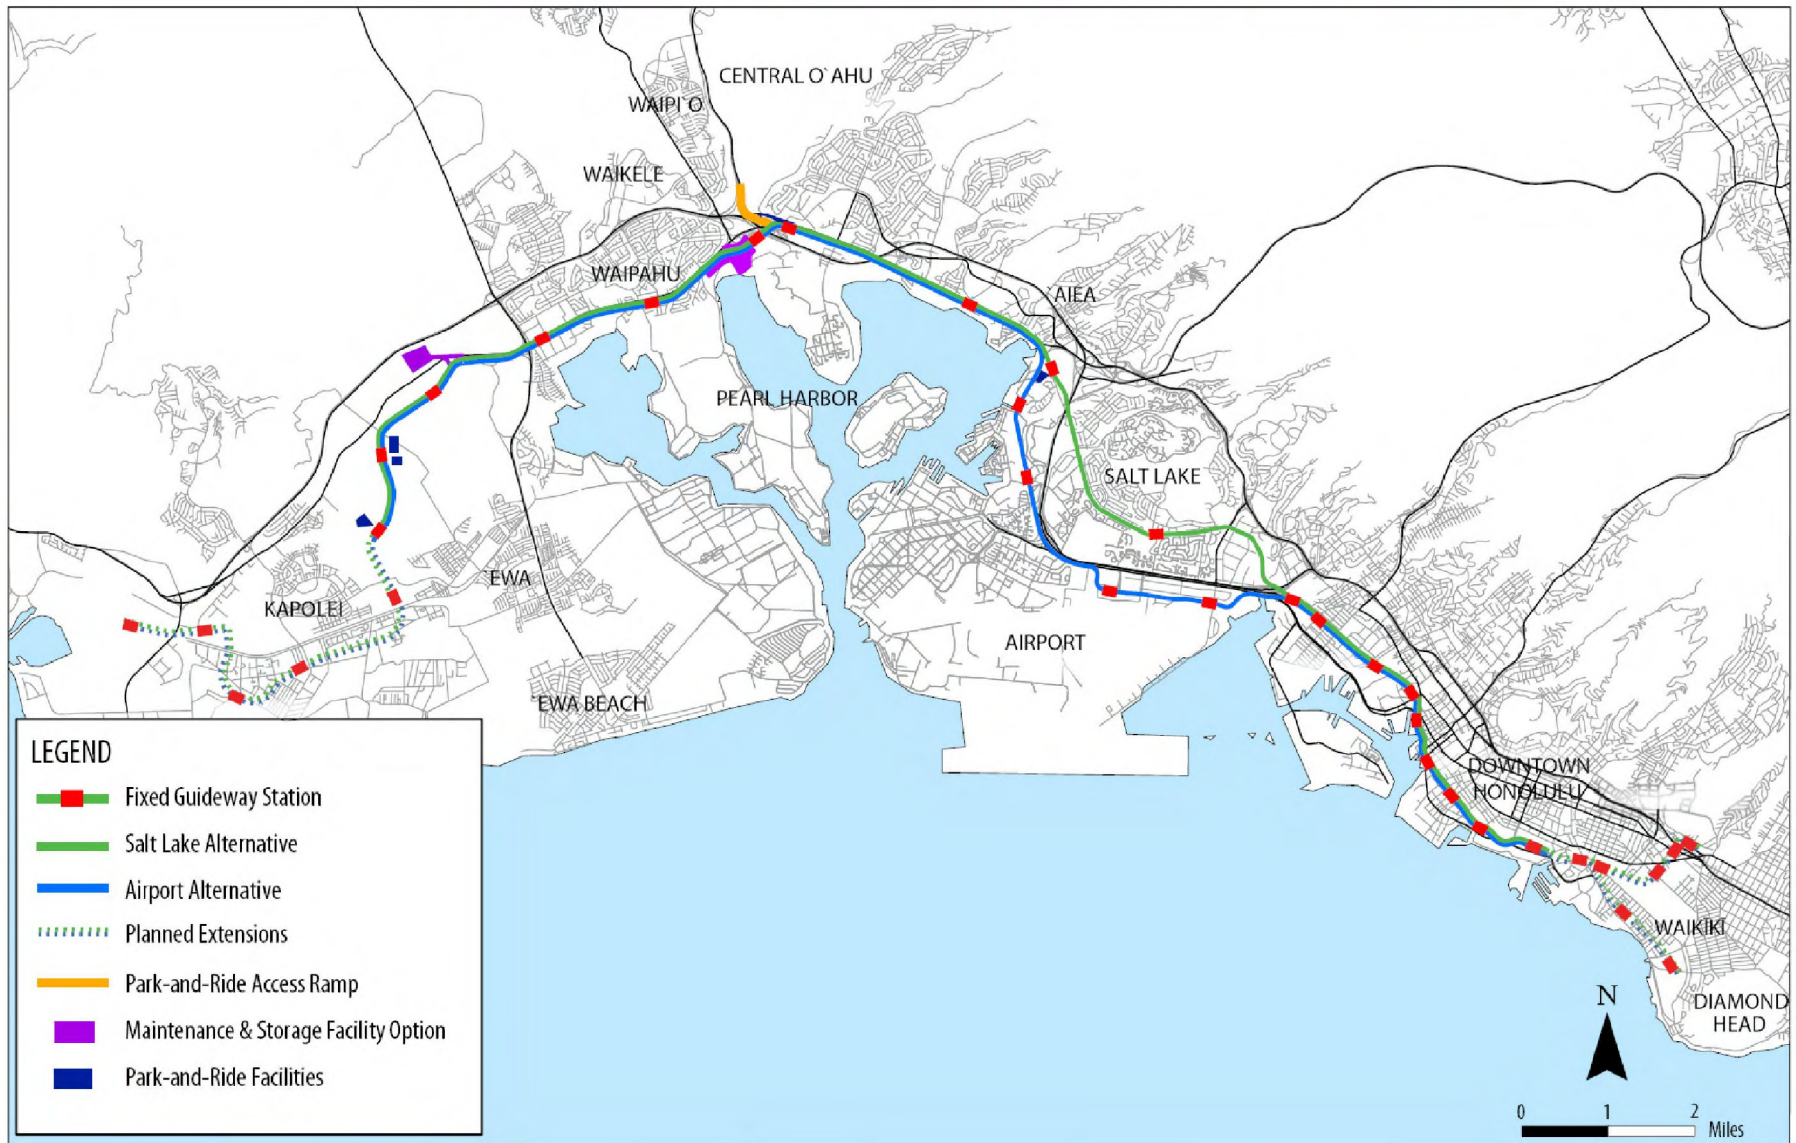 CENTRAL O`AHU
WAIPI`O
WAIKELE
WAIPAHU
`AIEA
PEARL HARBOR
SALT LAKE
`EWA
KAPOLEI
AIRPORT
`EWA BEACH
DOWNTOWN
HONOLULU
WAIKIKI
DIAMOND
HEAD
N
0 1 2
Miles
LEGEND
Fixed Guideway Station
Salt Lake Alternative
Airport Alternative
Planned Extensions
Park-and-Ride Access Ramp
Maintenance & Storage Facility Option
Park-and-Ride Facilities